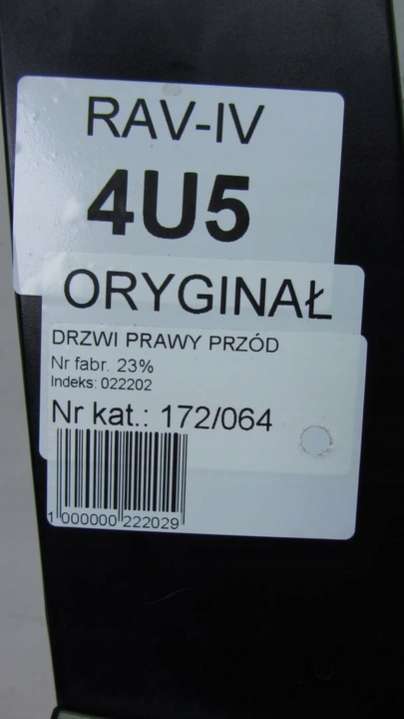 RAV-IV
4U5
ORYGINAŁ
DRZWI PRAWY PRZÓD
Nr fabr. 23%
Indeks: 022202
Nr kat.: 172/064
1 000000 222029